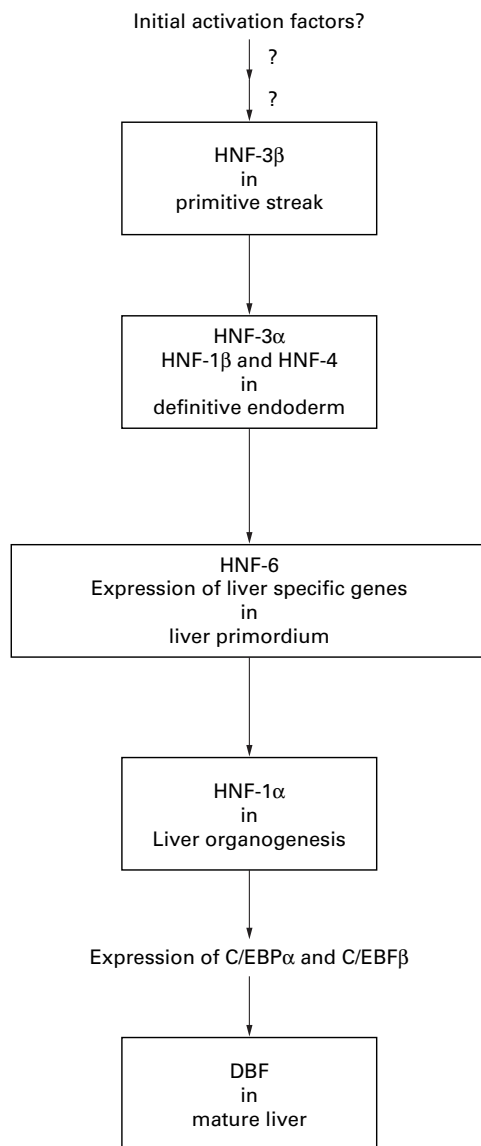 Initial activation factors?
?
?
HNF-3β
in
primitive streak
HNF-3α
HNF-1β and HNF-4
in
definitive endoderm
HNF-6
Expression of liver specific genes
in
liver primordium
HNF-1α
in
Liver organogenesis
Expression of C/EBPα and C/EBFβ
DBF
in
mature liver